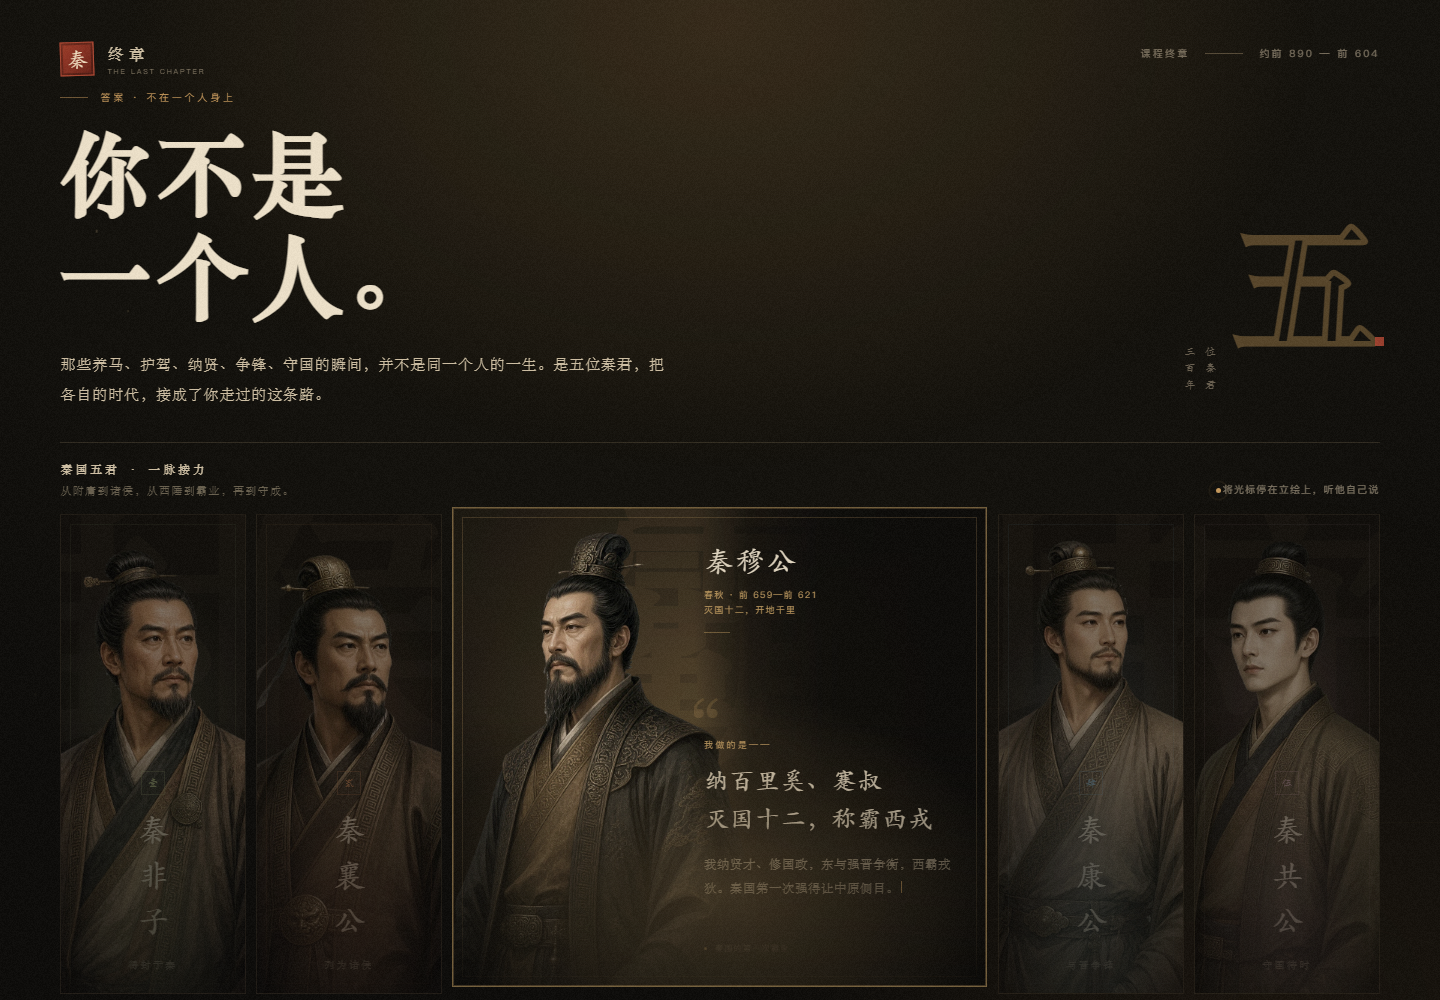 秦
终章
THE LAST CHAPTER
课程终章 约前 890 — 前 604
答案 · 不在一个人身上
你不是
一个人。
五
三百年
位秦君
那些养马、护驾、纳贤、争锋、守国的瞬间，并不是同一个人的一生。是五位秦君，把
各自的时代，接成了你走过的这条路。
秦国五君 · 一脉接力
从附庸到诸侯，从西陲到霸业，再到守成。
将光标停在立绘上，听他自己说
秦非子
秦襄公
列为诸侯
秦穆公
春秋 · 前 659—前 621
灭国十二，开地千里
“
我做的是——
纳百里奚、蹇叔
灭国十二，称霸西戎
我纳贤才、修国政，东与强晋争衡，西霸戎
狄。秦国第一次强得让中原侧目。|
秦康公
秦共公